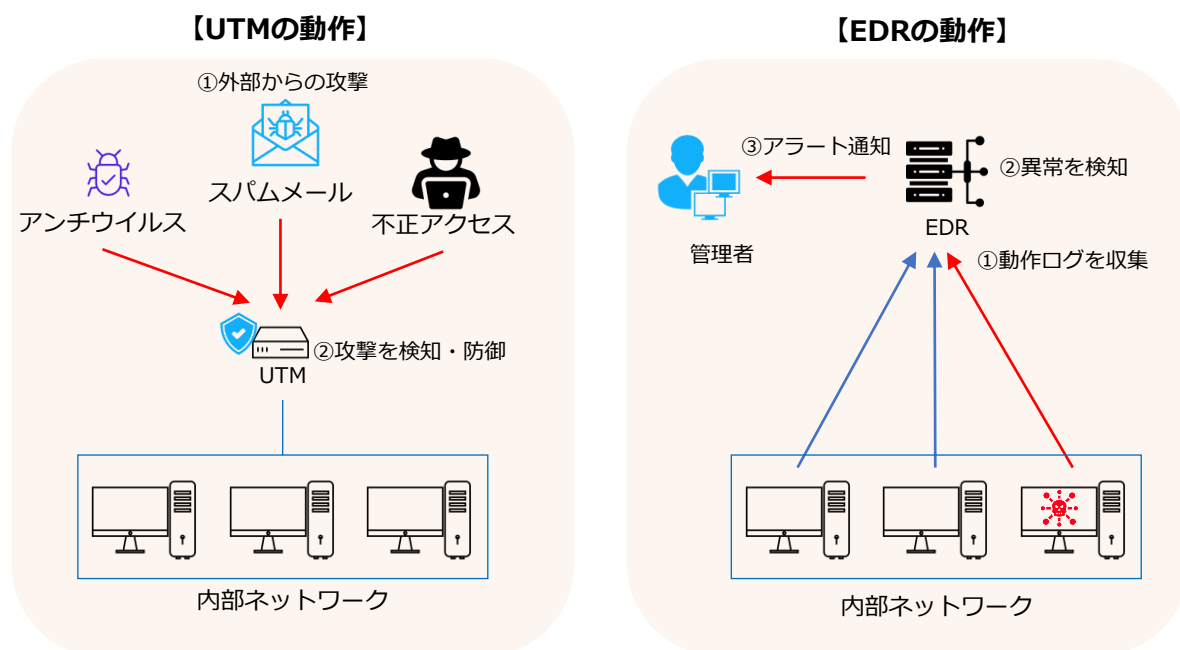 【UTMの動作】
①外部からの攻撃
アンチウイルス
スパムメール
不正アクセス
②攻撃を検知・防御
UTM
内部ネットワーク
【EDRの動作】
③アラート通知
②異常を検知
管理者
EDR
①動作ログを収集
内部ネットワーク